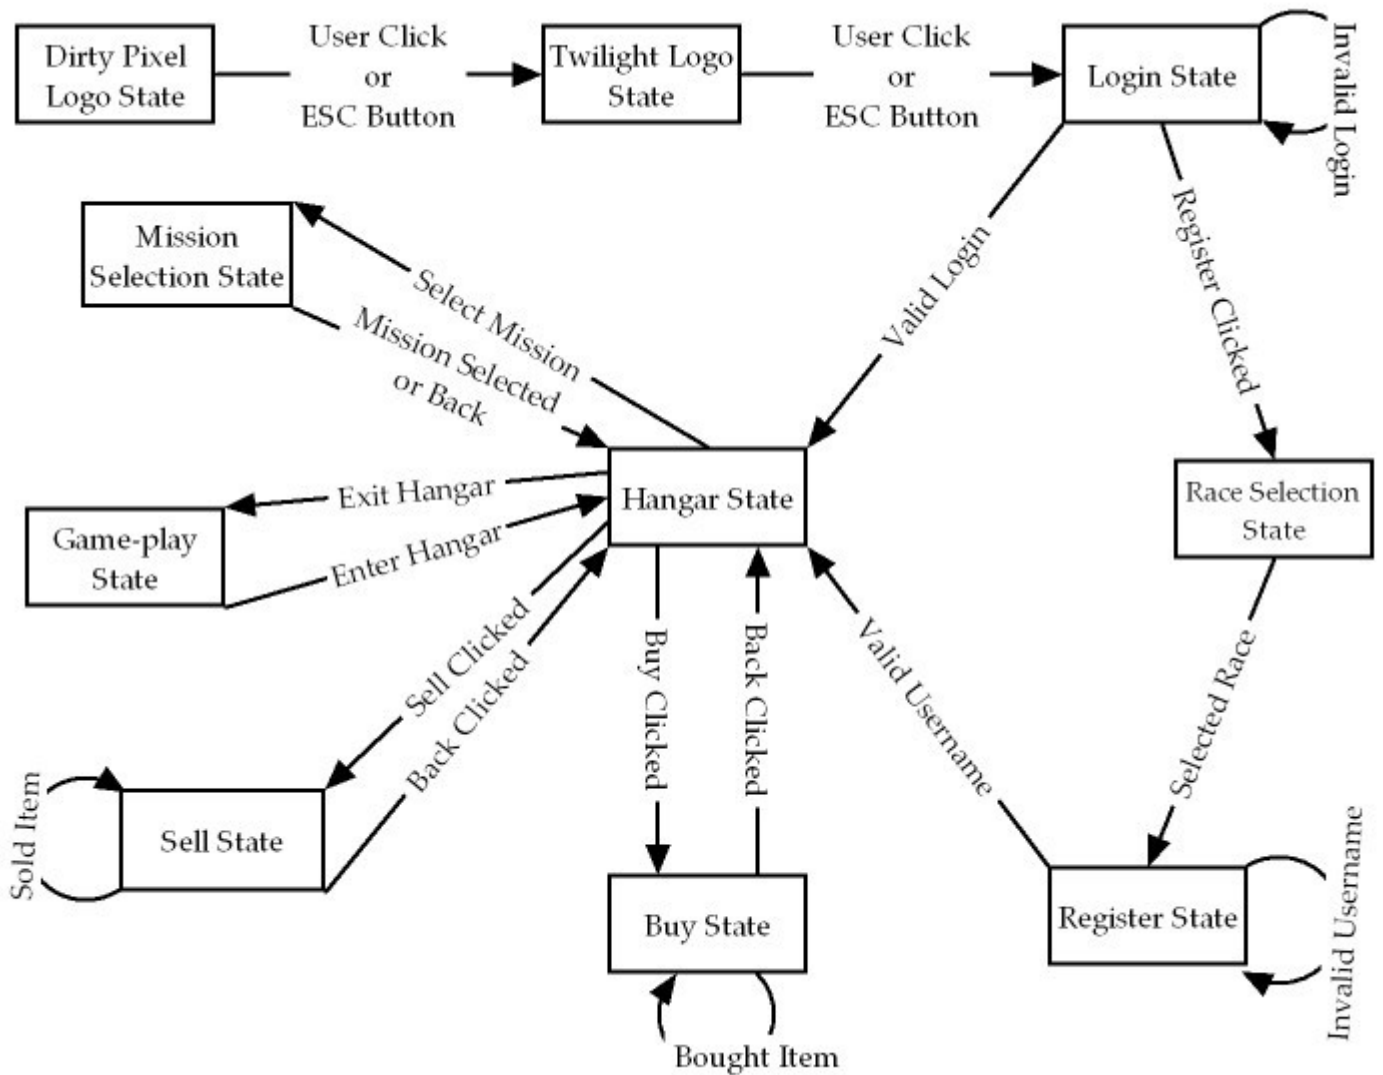 Dirty Pixel
Logo State
User Click
or
ESC Button
Twilight Logo
State
User Click
or
ESC Button
Login State
Invalid Login
Mission
Selection State
Select Mission
Mission Selected
or Back
Valid Login
Register Clicked
Exit Hangar
Hangar State
Race Selection
State
Game-play
State
Enter Hangar
Sell Clicked
Back Clicked
Buy Clicked
Back Clicked
Valid Username
Selected Race
Sold Item
Sell State
Buy State
Register State
Invalid Username
Bought Item